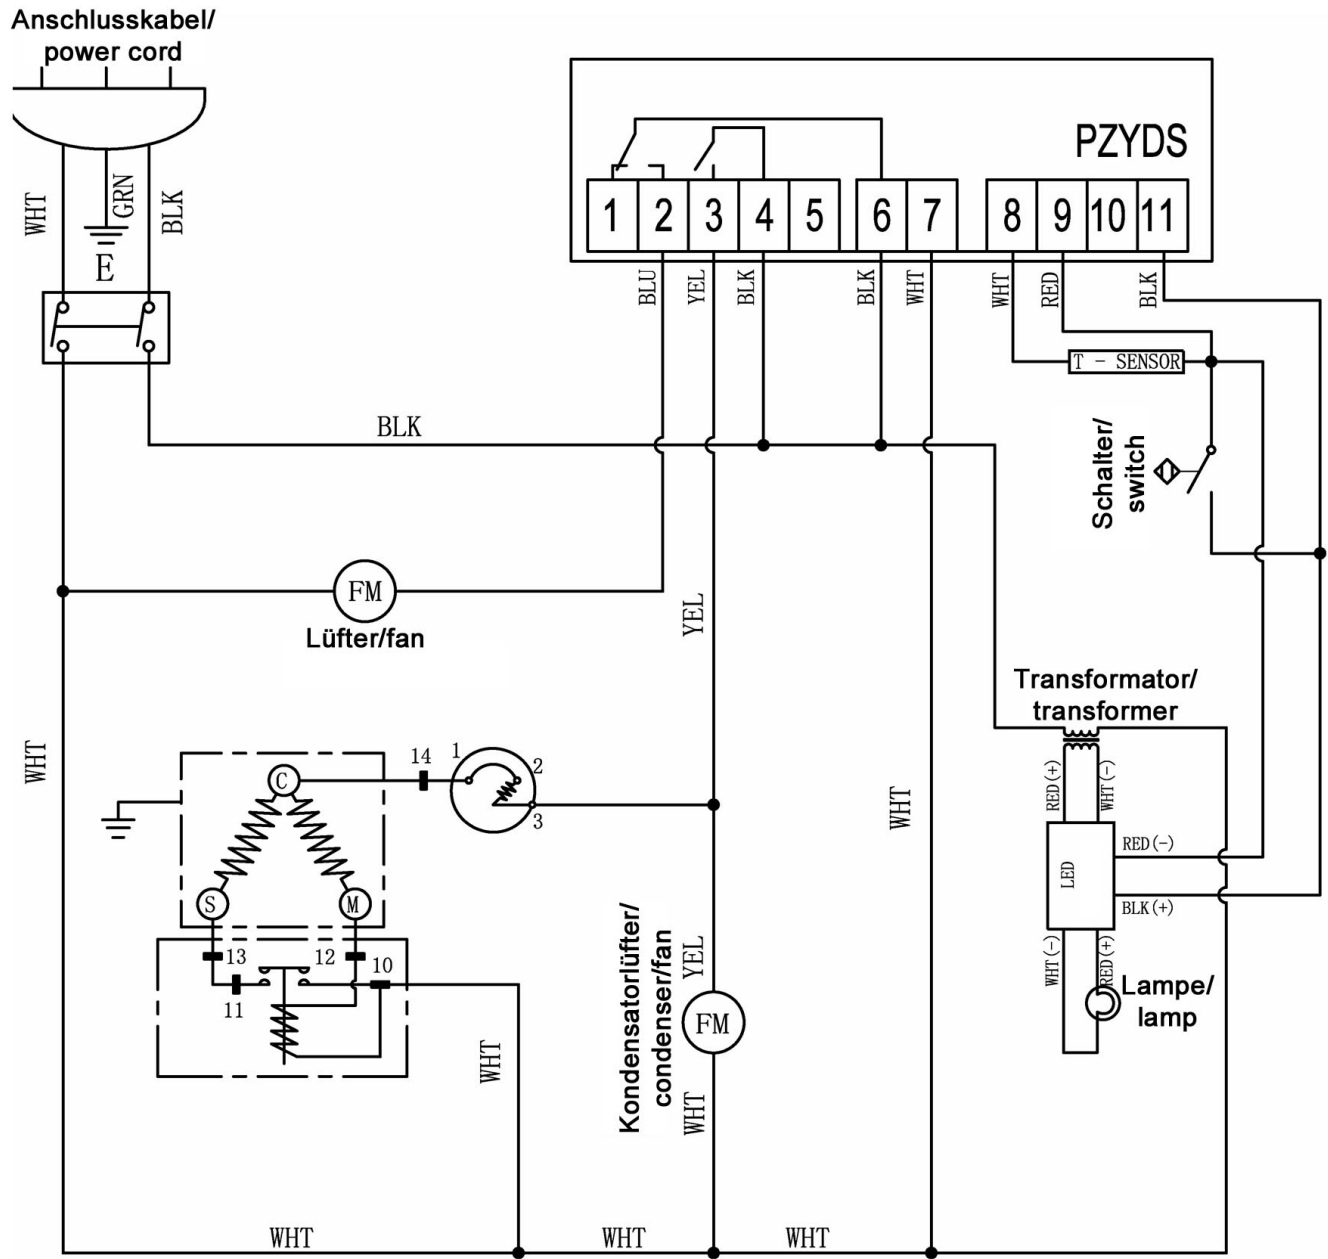 Anschlusskabel/
power cord
PZYDS
1 2 3 4 5 6 7 8 9 10 11
WHT
GRN
BLK
E
BLU
YEL
BLK
BLK
WHT
WHT
RED
BLK
T - SENSOR
BLK
Schalter/
switch
FM
Lüfter/fan
YEL
Transformator/
transformer
WHT
C
14
1
2
3
RED(+)
WHT(-)
WHT
RED(-)
LED
BLK(+)
S
M
13
12
10
11
WHT(-)
RED(+)
Lampe/
lamp
Kondensatorlüfter/
condenser/fan
YEL
FM
WHT
WHT
WHT
WHT
WHT